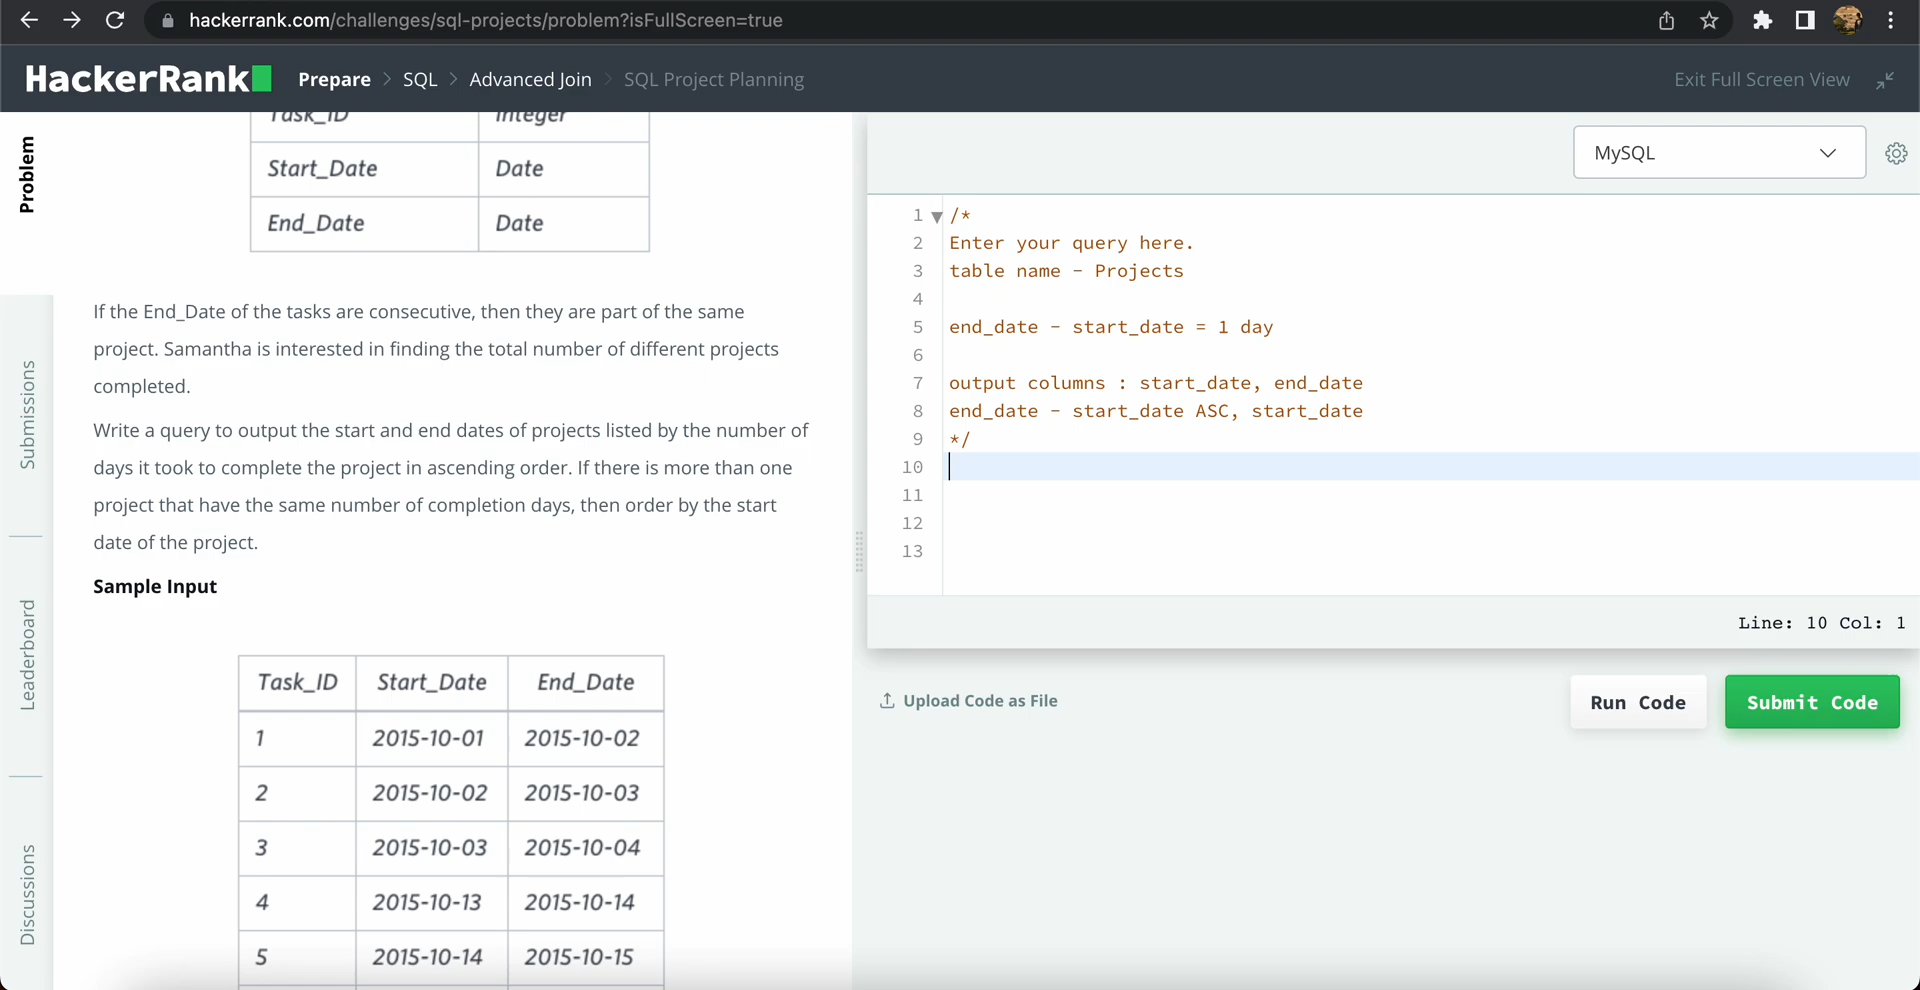 hackerrank.com/challenges/sql-projects/problem?isFullScreen=true
HackerRank
Prepare > SQL > Advanced Join > SQL Project Planning
Exit Full Screen View
Problem
Submissions
Leaderboard
Discussions
Task_ID Integer
Start_Date Date
End_Date Date
If the End_Date of the tasks are consecutive, then they are part of the same
project. Samantha is interested in finding the total number of different projects
completed.
Write a query to output the start and end dates of projects listed by the number of
days it took to complete the project in ascending order. If there is more than one
project that have the same number of completion days, then order by the start
date of the project.
Sample Input
Task_ID Start_Date End_Date
1 2015-10-01 2015-10-02
2 2015-10-02 2015-10-03
3 2015-10-03 2015-10-04
4 2015-10-13 2015-10-14
5 2015-10-14 2015-10-15
MySQL
1 /*
2 Enter your query here.
3 table name - Projects
4
5 end_date - start_date = 1 day
6
7 output columns : start_date, end_date
8 end_date - start_date ASC, start_date
9 */
10
11
12
13
Line: 10 Col: 1
Upload Code as File
Run Code
Submit Code